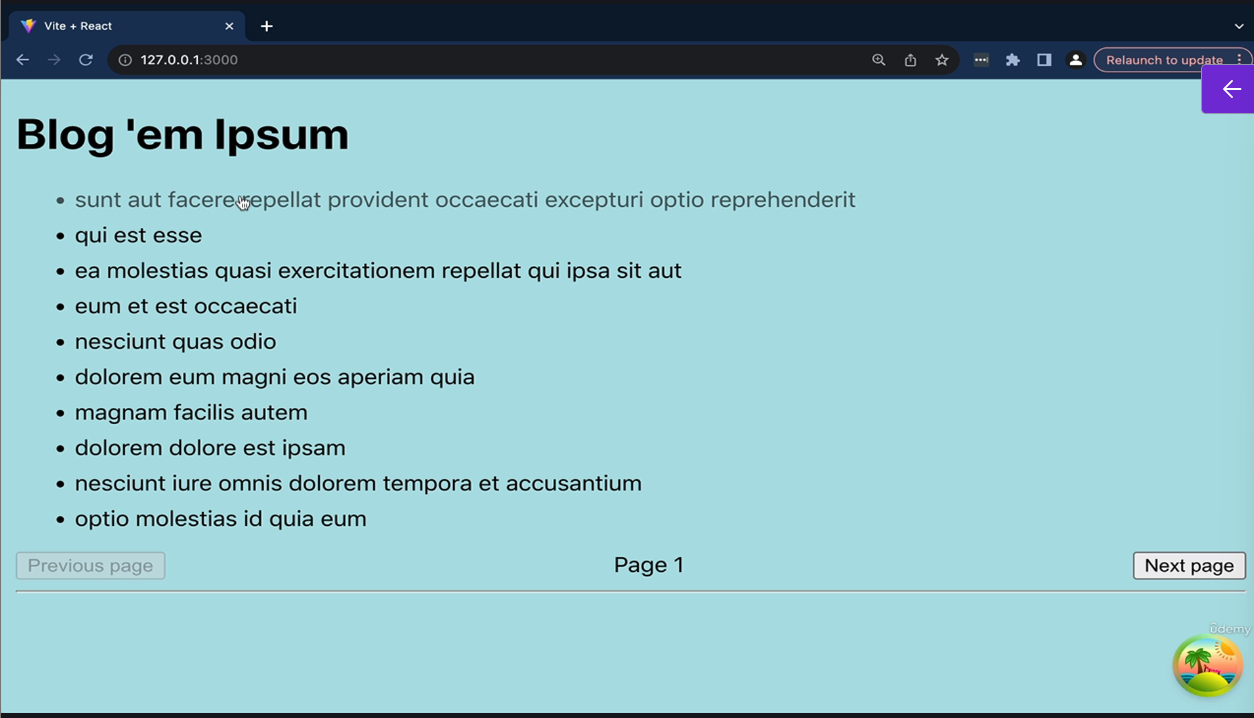 Vite + React
127.0.0.1:3000
Relaunch to update
Blog 'em Ipsum
• sunt aut facere repellat provident occaecati excepturi optio reprehenderit
• qui est esse
• ea molestias quasi exercitationem repellat qui ipsa sit aut
• eum et est occaecati
• nesciunt quas odio
• dolorem eum magni eos aperiam quia
• magnam facilis autem
• dolorem dolore est ipsam
• nesciunt iure omnis dolorem tempora et accusantium
• optio molestias id quia eum
Previous page Page 1 Next page
ûdemy